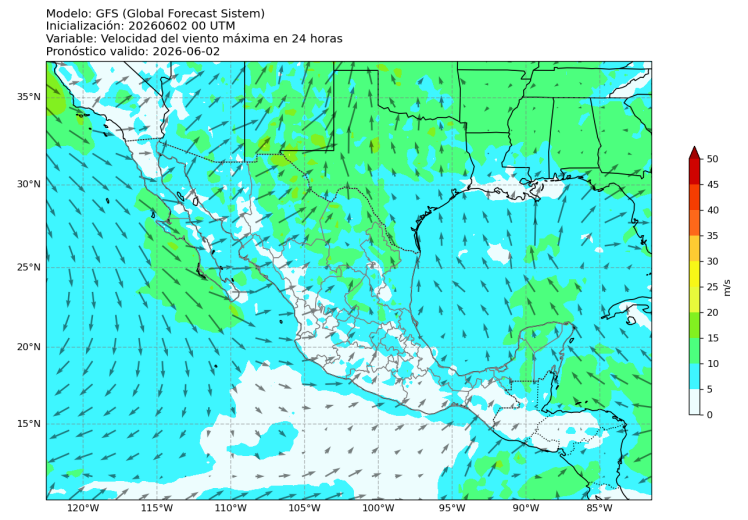 Modelo: GFS (Global Forecast Sistem)
Inicialización: 20260602 00 UTM
Variable: Velocidad del viento máxima en 24 horas
Pronóstico valido: 2026-06-02
35°N
30°N
25°N
20°N
15°N
120°W 115°W 110°W 105°W 100°W 95°W 90°W 85°W
50
45
40
35
30
25
20
15
10
5
0
m/s